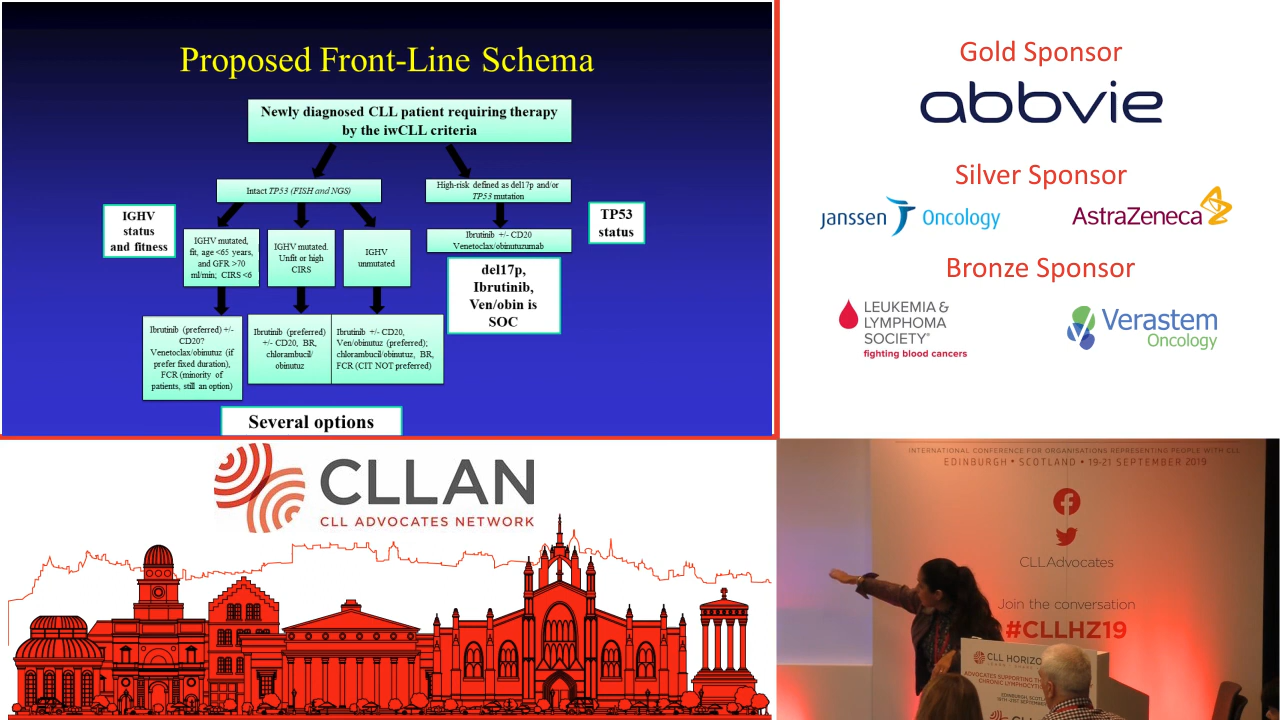 Proposed Front-Line Schema
Newly diagnosed CLL patient requiring therapy
by the iwCLL criteria
Intact TP53 (FISH and NGS)
High-risk defined as del17p and/or
TP53 mutation
IGHV
status
and fitness
TP53
status
IGHV mutated,
fit, age <65 years,
and GFR >70
ml/min; CIRS <6
IGHV mutated.
Unfit or high
CIRS
IGHV
unmutated
Ibrutinib +/- CD20
Venetoclax/obinutuzumab
del17p,
Ibrutinib,
Ven/obin is
SOC
Ibrutinib (preferred) +/-
CD20?
Venetoclax/obinutuz (if
prefer fixed duration),
FCR (minority of
patients, still an option)
Ibrutinib (preferred)
+/- CD20, BR,
chlorambucil/
obinutuz
Ibrutinib +/- CD20,
Ven/obinutuz (preferred);
chlorambucil/obinutuz, BR,
FCR (CIT NOT preferred)
Several options
Gold Sponsor
abbvie
Silver Sponsor
janssen Oncology
AstraZeneca
Bronze Sponsor
LEUKEMIA &
LYMPHOMA
SOCIETY®
fighting blood cancers
Verastem
Oncology
CLLAN
CLL ADVOCATES NETWORK
INTERNATIONAL CONFERENCE FOR ORGANISATIONS REPRESENTING PEOPLE WITH CLL
EDINBURGH • SCOTLAND • 19-21 SEPTEMBER 2019
CLLAdvocates
Join the conversation
#CLLHZ19
CLL HORIZO
ADVOCATES SUPPORTING TH
CHRONIC LYMPHOCYT